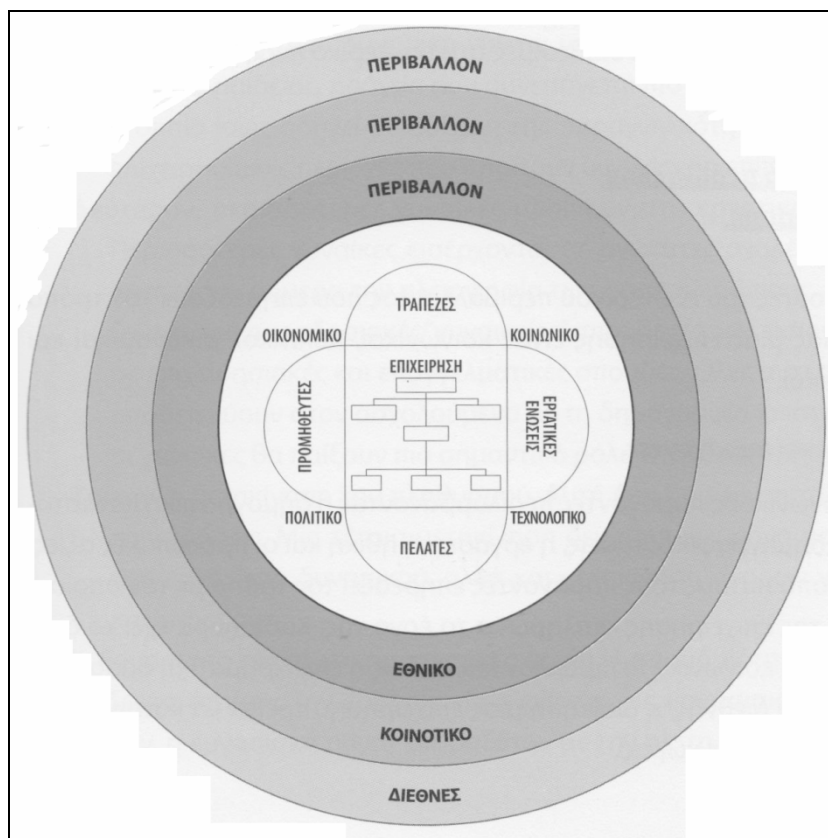 ΠΕΡΙΒΑΛΛΟΝ
ΠΕΡΙΒΑΛΛΟΝ
ΠΕΡΙΒΑΛΛΟΝ
ΤΡΑΠΕΖΕΣ
ΟΙΚΟΝΟΜΙΚΟ
ΚΟΙΝΩΝΙΚΟ
ΕΠΙΧΕΙΡΗΣΗ
ΠΡΟΜΗΘΕΥΤΕΣ
ΕΡΓΑΤΙΚΕΣ
ΕΝΩΣΕΙΣ
ΠΟΛΙΤΙΚΟ
ΤΕΧΝΟΛΟΓΙΚΟ
ΠΕΛΑΤΕΣ
ΕΘΝΙΚΟ
ΚΟΙΝΟΤΙΚΟ
ΔΙΕΘΝΕΣ